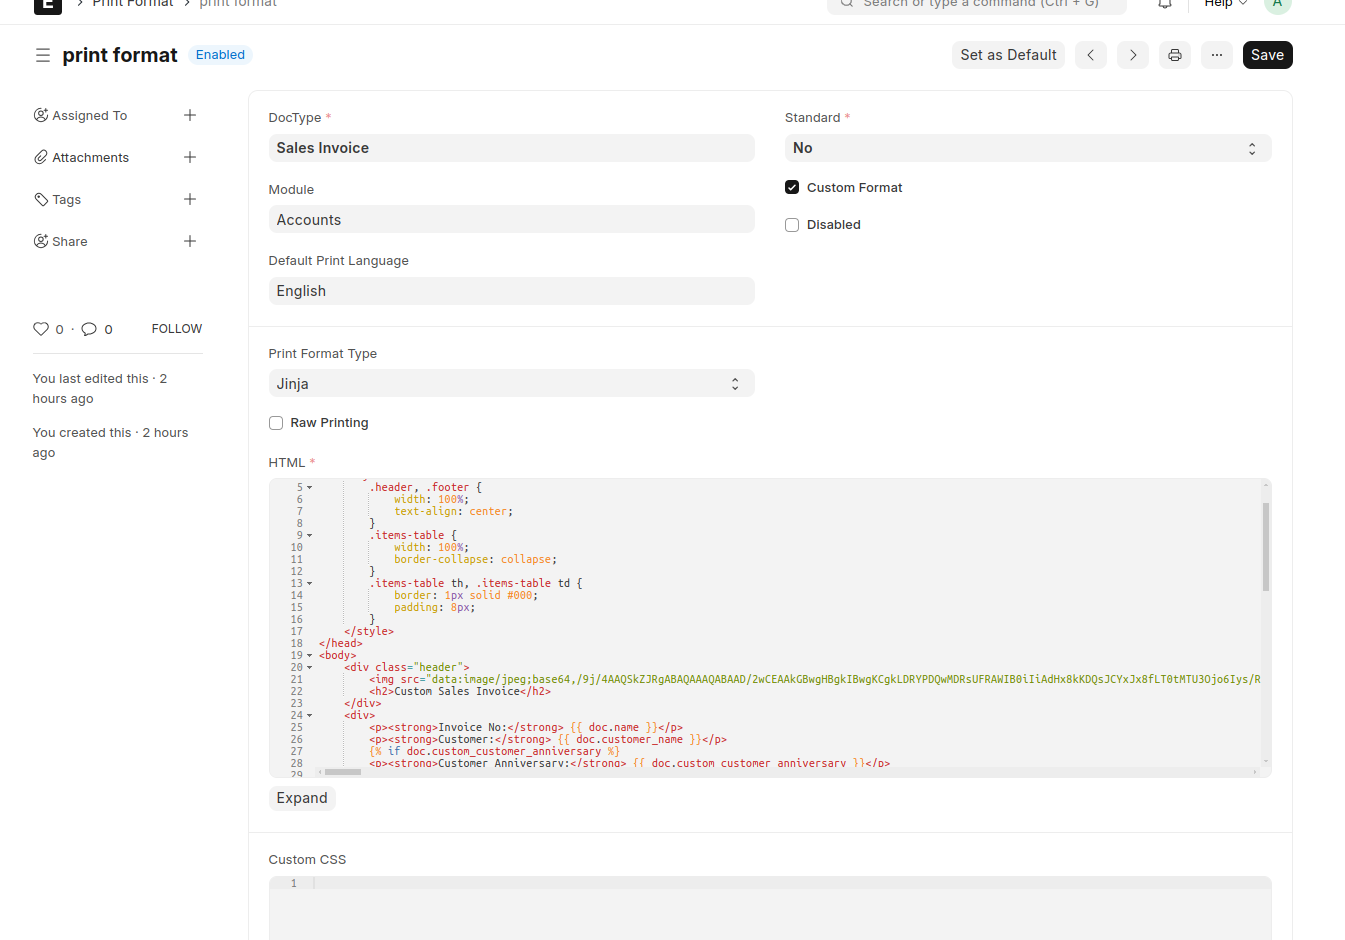 E > Print Format > print format
Search or type a command (Ctrl + G)
Help
A
print format
Enabled
Set as Default
Save
Assigned To
Attachments
Tags
Share
0 · 0
FOLLOW
You last edited this · 2
hours ago
You created this · 2 hours
ago
DocType *
Sales Invoice
Standard *
No
Module
Accounts
Custom Format
Disabled
Default Print Language
English
Print Format Type
Jinja
Raw Printing
HTML *
5 .header, .footer {
6 width: 100%;
7 text-align: center;
8 }
9 .items-table {
10 width: 100%;
11 border-collapse: collapse;
12 }
13 .items-table th, .items-table td {
14 border: 1px solid #000;
15 padding: 8px;
16 }
17 </style>
18 </head>
19 <body>
20 <div class="header">
21 <img src="data:image/jpeg;base64,/9j/4AAQSkZJRgABAQAAAQABAAD/2wCEAAkGBwgHBgkIBwgKCgkLDRYPDQwMDRsUFRAWIB0iIiAdHx8kKDQsJCYxJx8fLT0tMTU3Ojo6Iys/R
22 <h2>Custom Sales Invoice</h2>
23 </div>
24 <div>
25 <p><strong>Invoice No:</strong> {{ doc.name }}</p>
26 <p><strong>Customer:</strong> {{ doc.customer_name }}</p>
27 {% if doc.custom_customer_anniversary %}
28 <p><strong>Customer Anniversary:</strong> {{ doc.custom_customer_anniversary }}</p>
29
Expand
Custom CSS
1